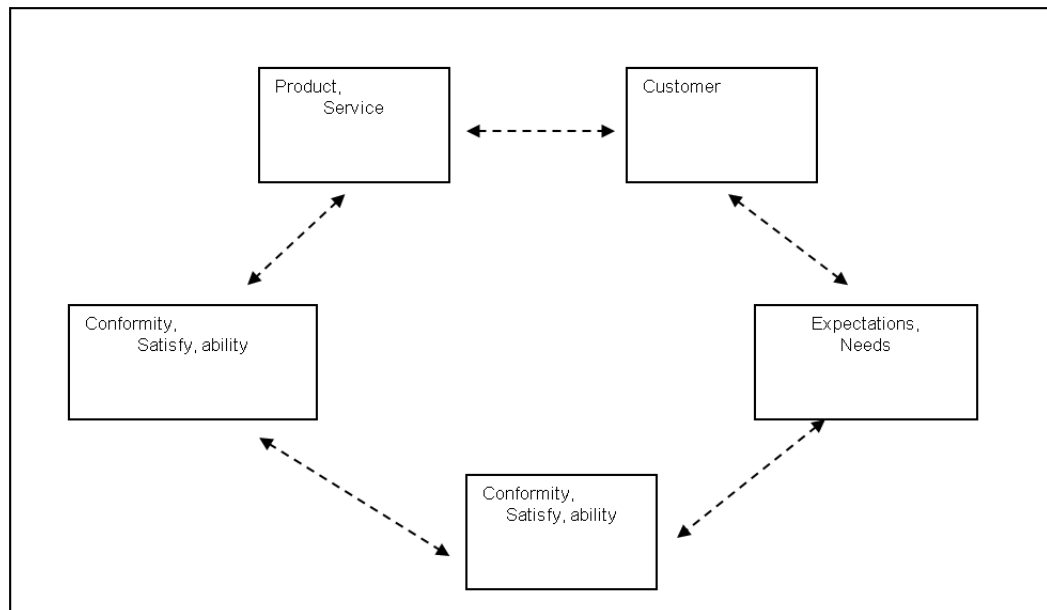 Product,
Service
Customer
Conformity,
Satisfy, ability
Expectations,
Needs
Conformity,
Satisfy, ability